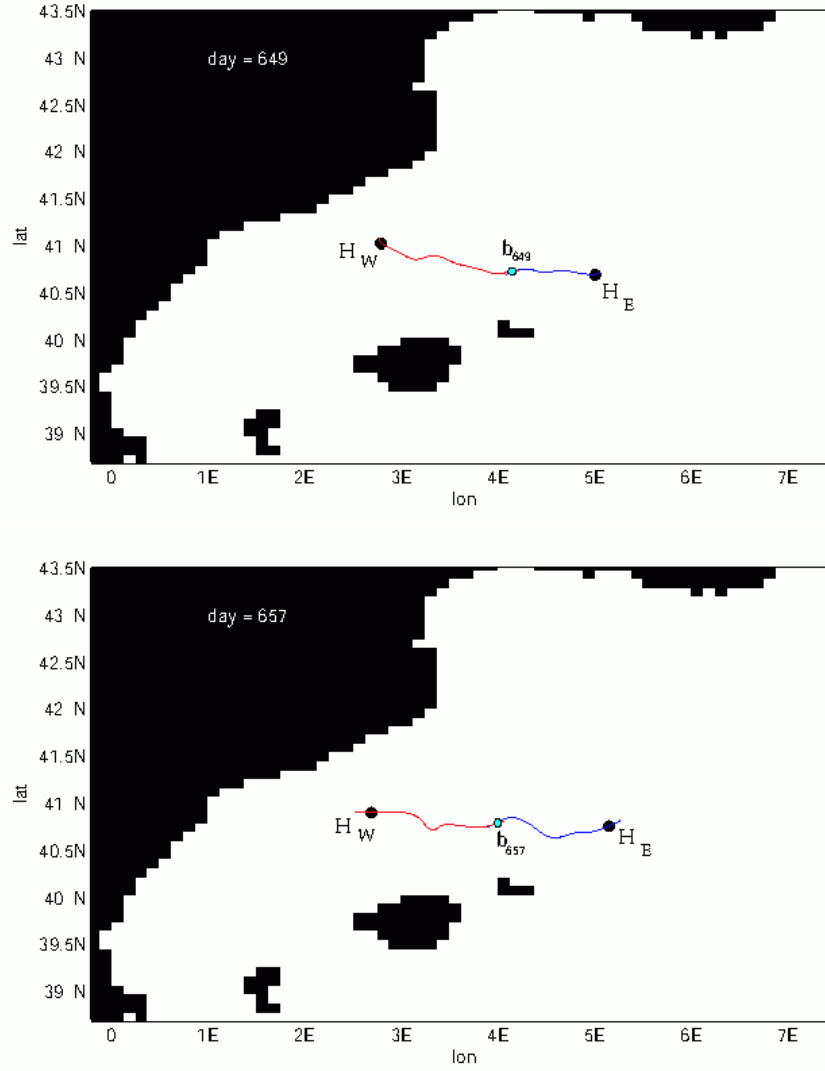 43.5N
day = 649
43 N
42.5N
42 N
41.5N
41 N
lat
H W
b649
40.5N
H E
40 N
39.5N
39 N
0 1E 2E 3E 4E 5E 6E 7E
lon
43.5N
day = 657
43 N
42.5N
42 N
41.5N
41 N
lat
H W
b657
H E
40.5N
40 N
39.5N
39 N
0 1E 2E 3E 4E 5E 6E 7E
lon